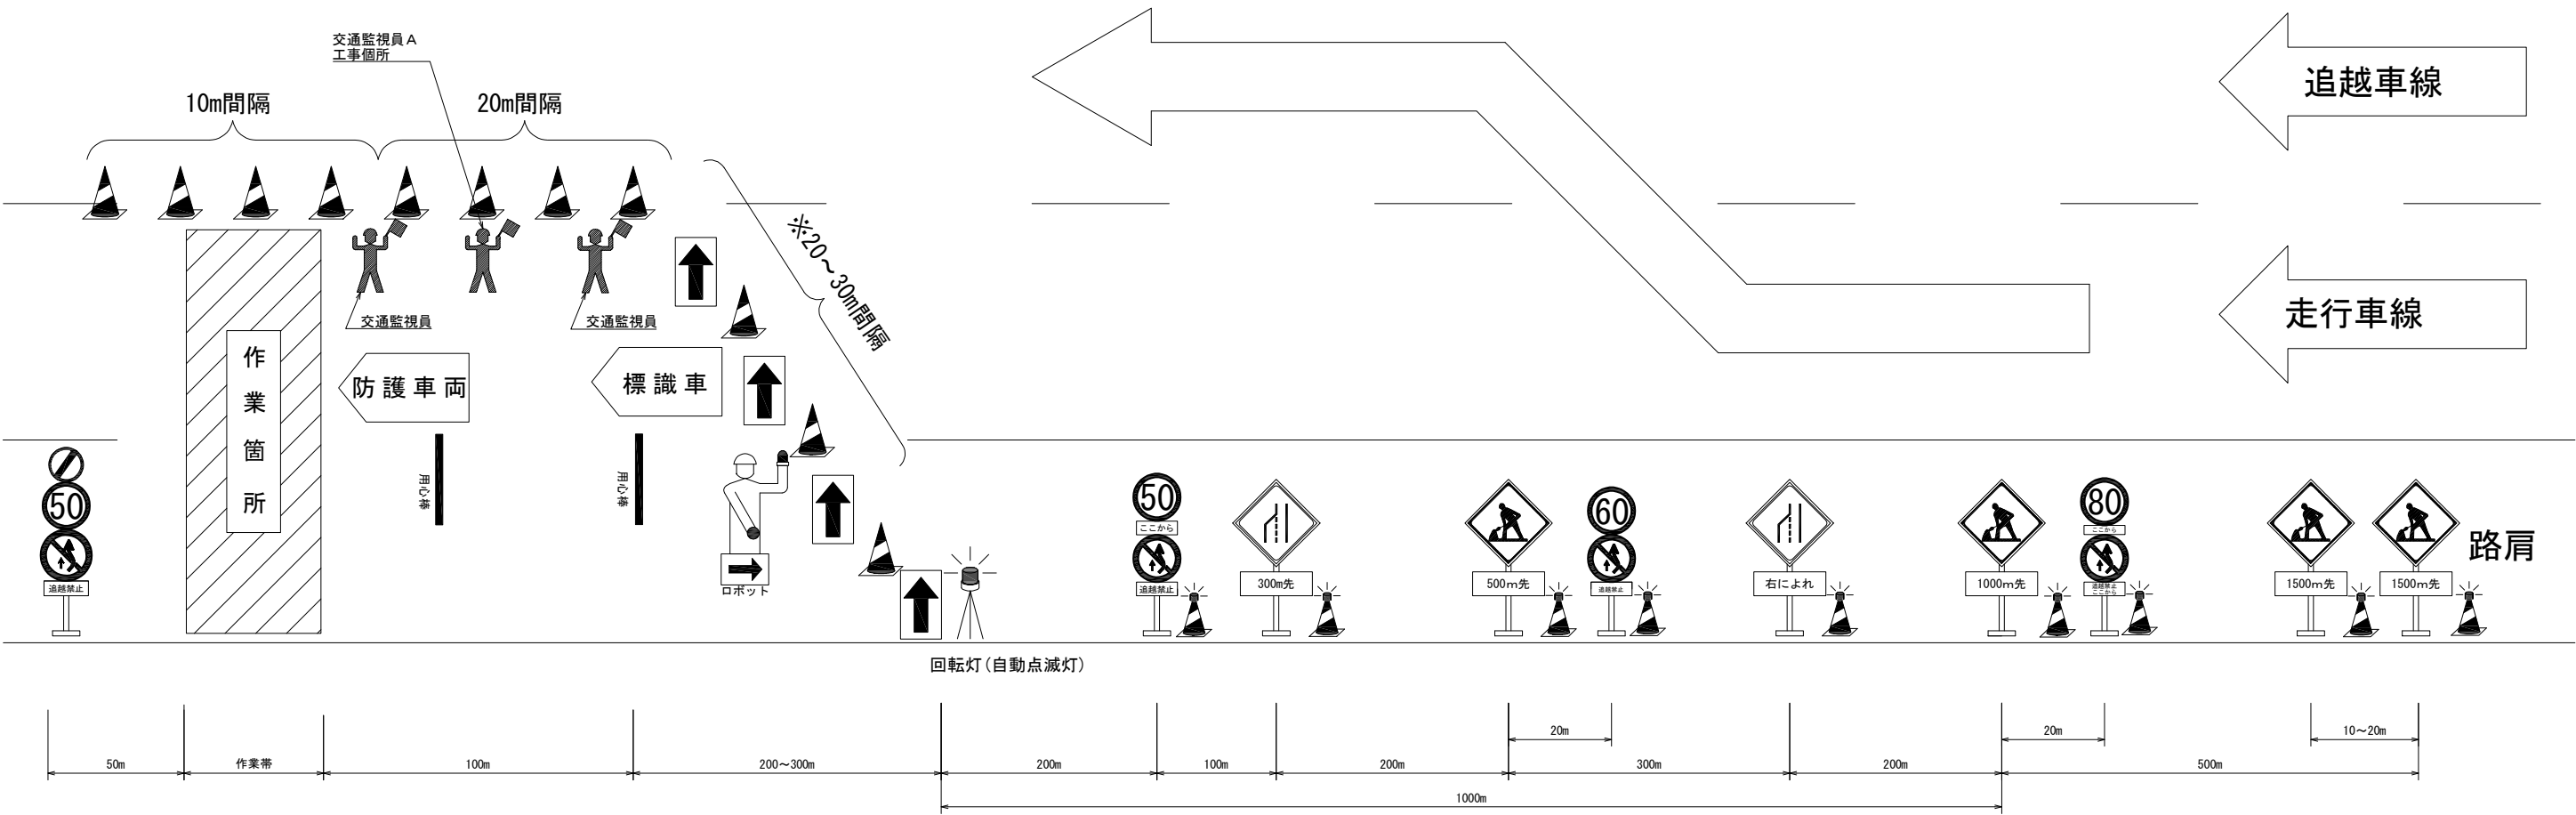 交通監視員A
工事個所
10m間隔
20m間隔
※20～30m間隔
追越車線
走行車線
路肩
交通監視員
交通監視員
作業箇所
防護車両
標識車
用心棒
用心棒
ロボット
回転灯(自動点滅灯)
50
追越禁止
50
ここから
追越禁止
300m先
500m先
60
追越禁止
右によれ
1000m先
80
ここから
追越禁止
ここから
1500m先
1500m先
20m
20m
10～20m
50m
作業帯
100m
200～300m
200m
100m
200m
300m
200m
500m
1000m